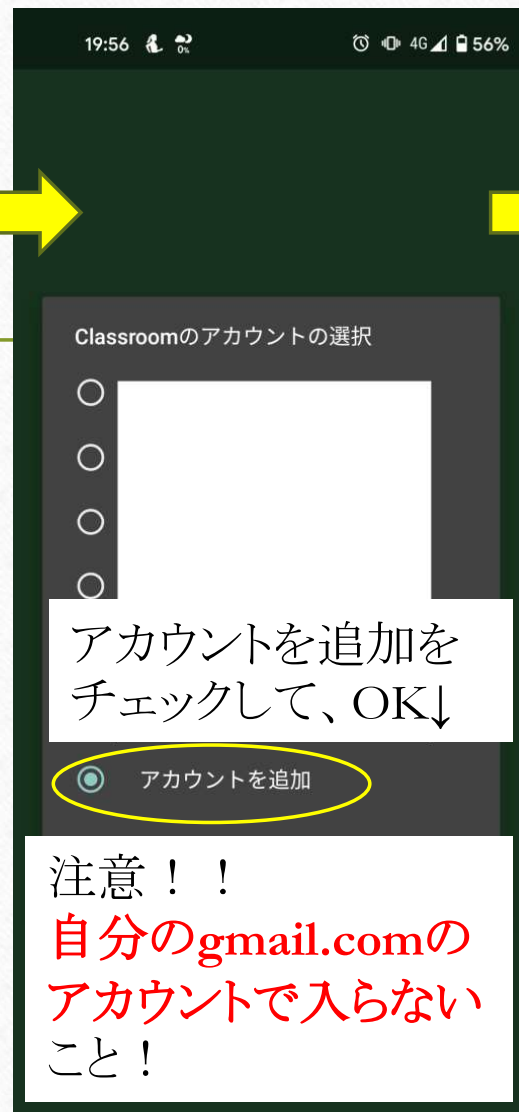 19:56 0% 4G 56%
Classroomのアカウントの選択
アカウントを追加を
チェックして、OK↓
アカウントを追加
注意！！
自分のgmail.comの
アカウントで入らない
こと！